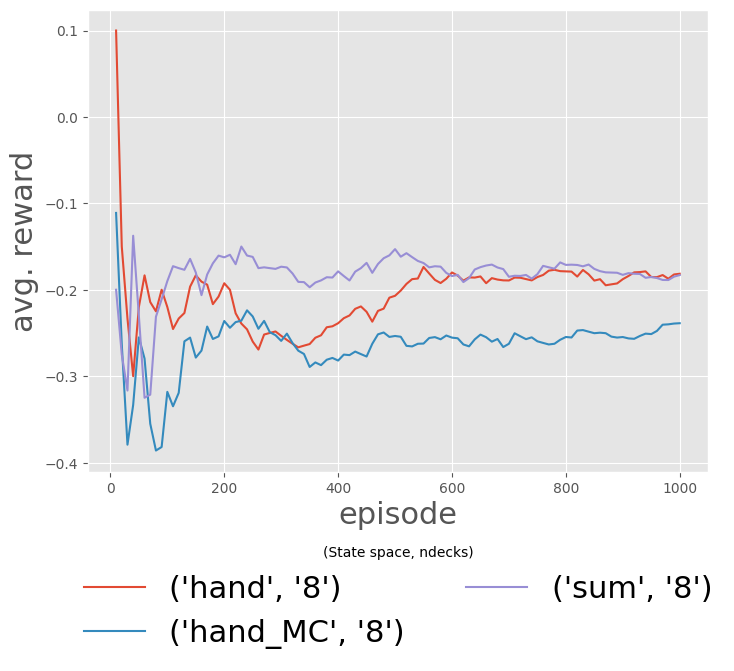 0.1
0.0
−0.1
−0.2
−0.3
−0.4
avg. reward
0 200 400 600 800 1000
episode
(State space, ndecks)
('hand', '8') ('sum', '8')
('hand_MC', '8')